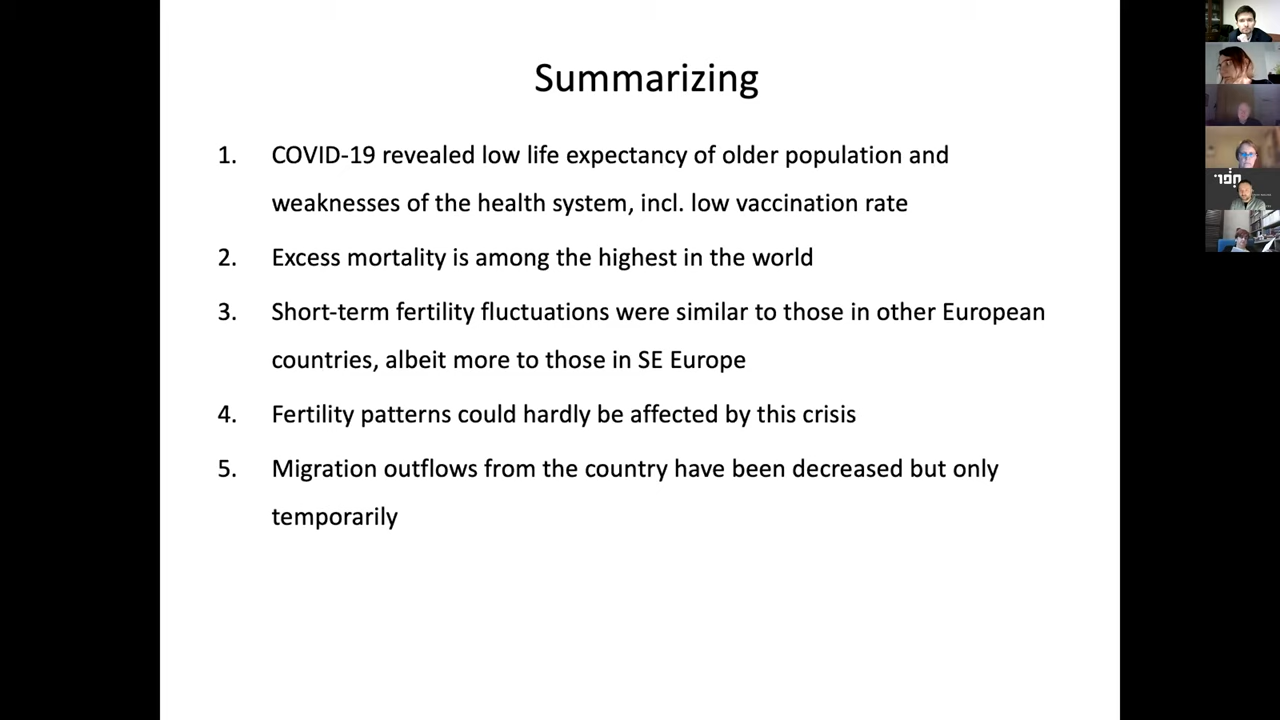 Summarizing
1. COVID-19 revealed low life expectancy of older population and
weaknesses of the health system, incl. low vaccination rate
2. Excess mortality is among the highest in the world
3. Short-term fertility fluctuations were similar to those in other European
countries, albeit more to those in SE Europe
4. Fertility patterns could hardly be affected by this crisis
5. Migration outflows from the country have been decreased but only
temporarily